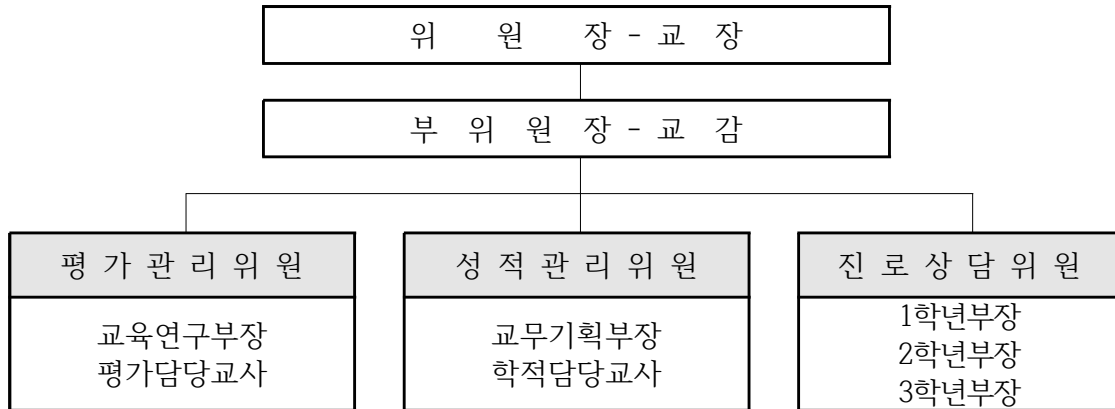 위 원 장 - 교 장
부 위 원 장 - 교 감
평 가 관 리 위 원
교육연구부장
평가담당교사
성 적 관 리 위 원
교무기획부장
학적담당교사
진 로 상 담 위 원
1학년부장
2학년부장
3학년부장